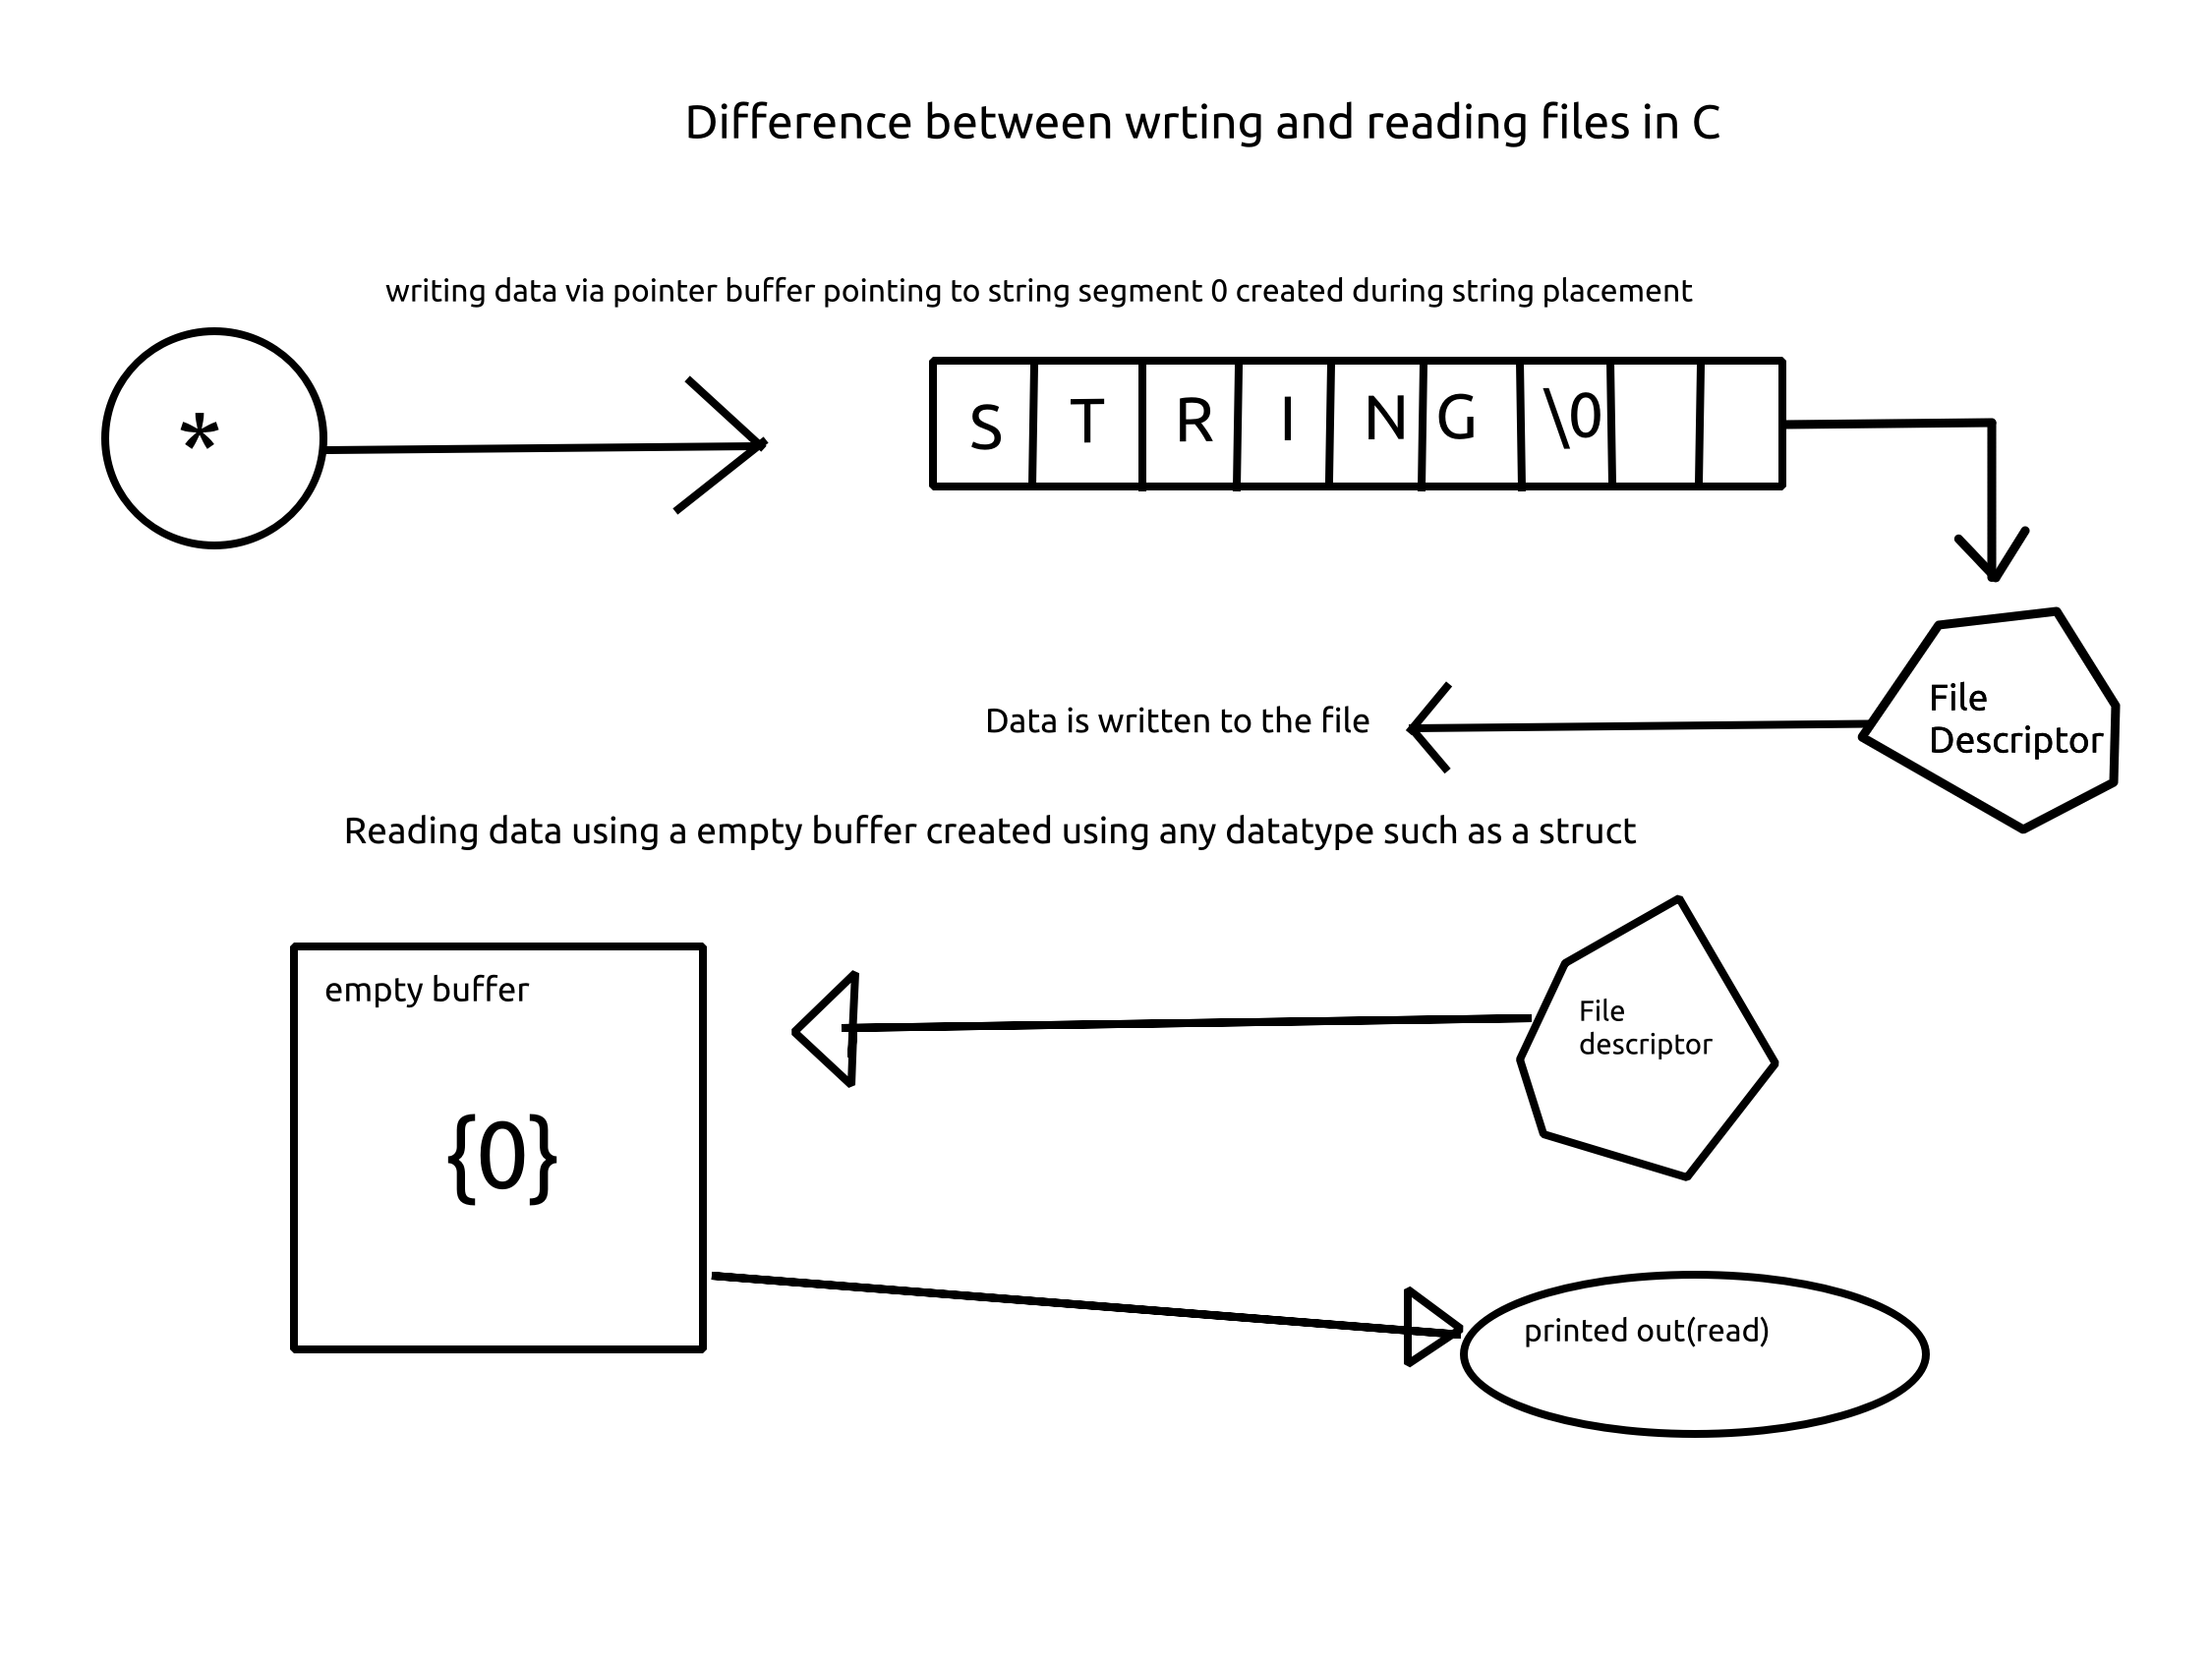 Difference between wrting and reading files in C
writing data via pointer buffer pointing to string segment 0 created during string placement
*
S T R I N G \0
File
Descriptor
Data is written to the file
Reading data using a empty buffer created using any datatype such as a struct
empty buffer
File
descriptor
{0}
printed out(read)